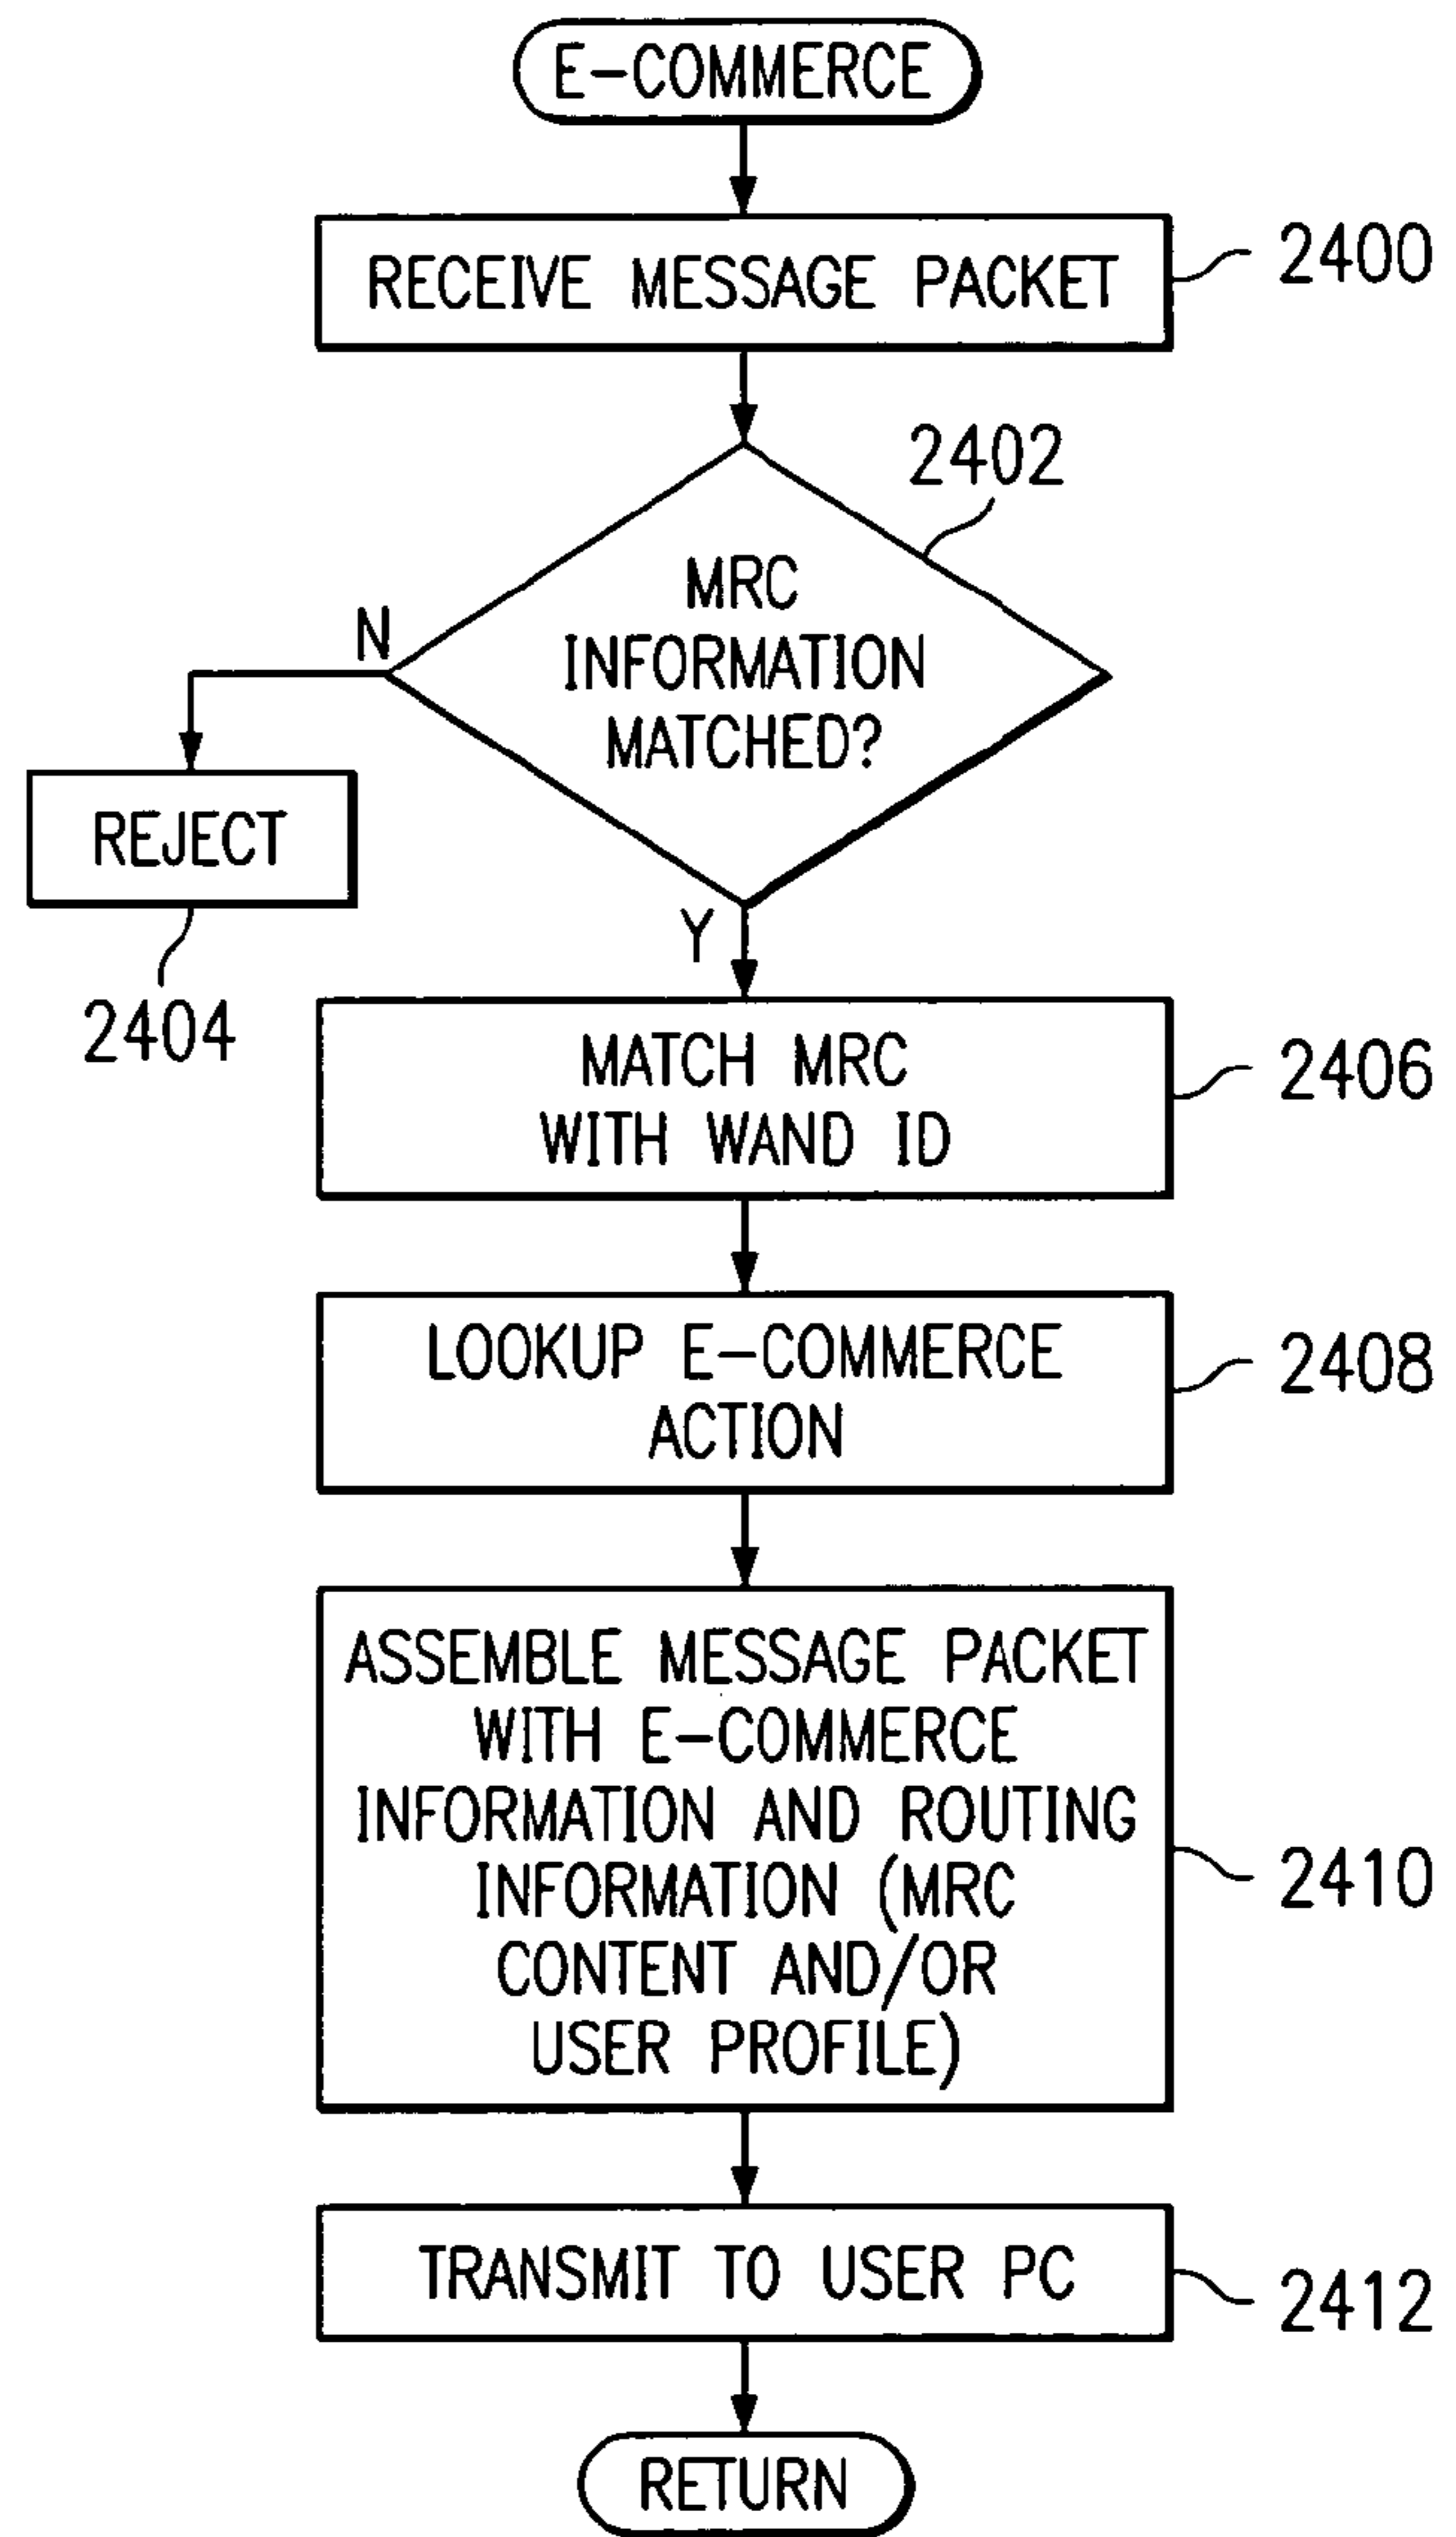 E-COMMERCE
RECEIVE MESSAGE PACKET
2400
2402
MRC
INFORMATION
MATCHED?
N
REJECT
2404
Y
MATCH MRC
WITH WAND ID
2406
LOOKUP E-COMMERCE
ACTION
2408
ASSEMBLE MESSAGE PACKET
WITH E-COMMERCE
INFORMATION AND ROUTING
INFORMATION (MRC
CONTENT AND/OR
USER PROFILE)
2410
TRANSMIT TO USER PC
2412
RETURN